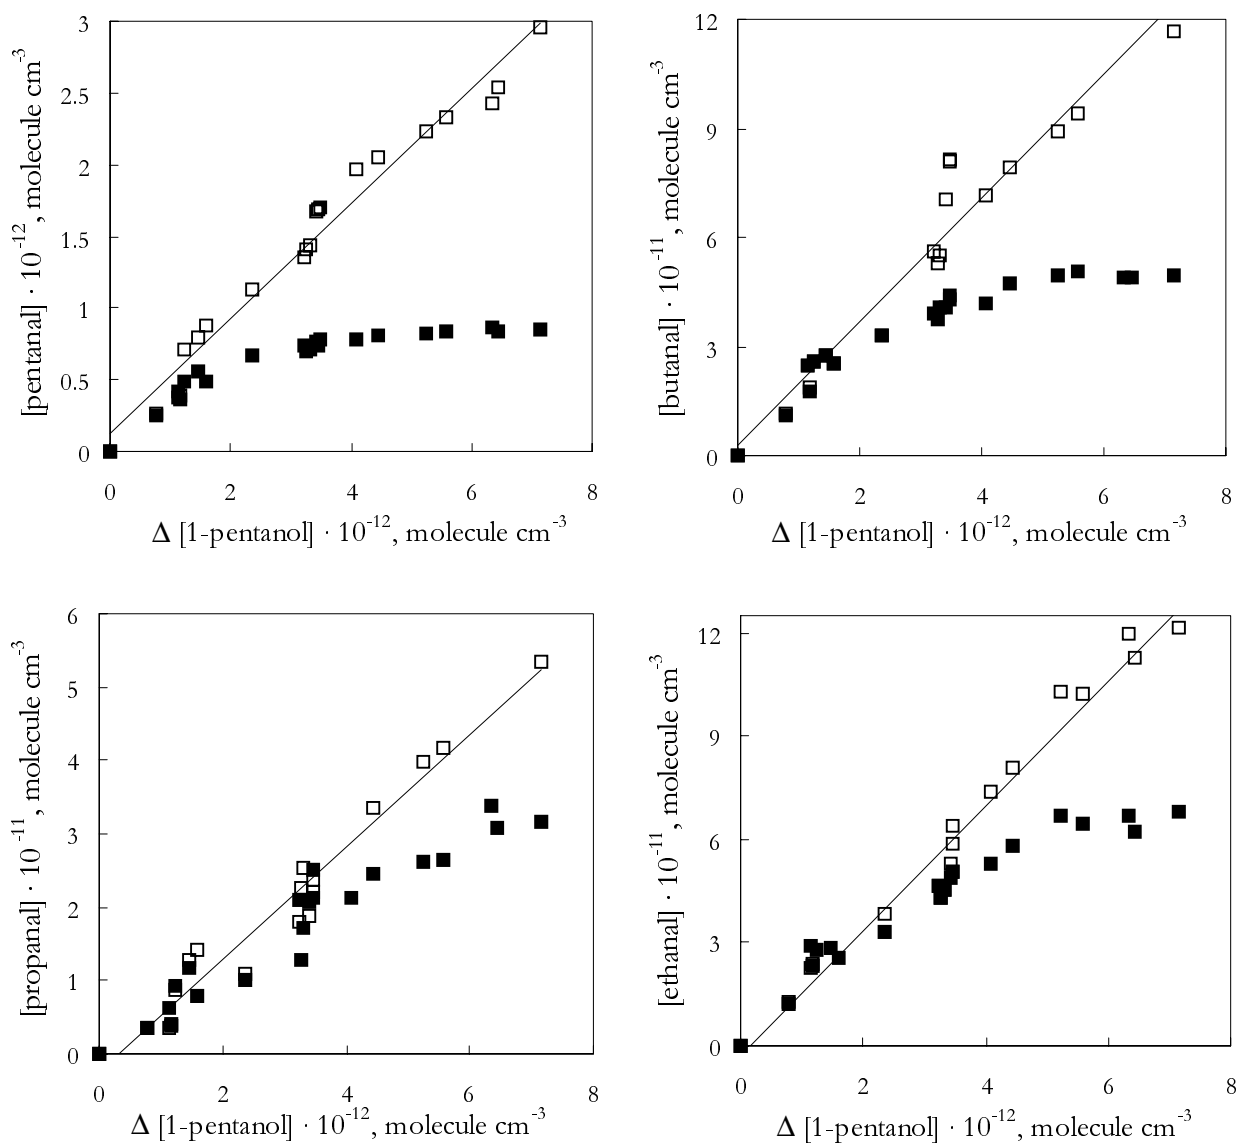 3
2.5
2
1.5
1
0.5
0
0 2 4 6 8
[pentanal] · 10⁻¹², molecule cm⁻³
Δ [1-pentanol] · 10⁻¹², molecule cm⁻³
12
9
6
3
0
0 2 4 6 8
[butanal] · 10⁻¹¹, molecule cm⁻³
Δ [1-pentanol] · 10⁻¹², molecule cm⁻³
6
5
4
3
2
1
0
0 2 4 6 8
[propanal] · 10⁻¹¹, molecule cm⁻³
Δ [1-pentanol] · 10⁻¹², molecule cm⁻³
12
9
6
3
0
0 2 4 6 8
[ethanal] · 10⁻¹¹, molecule cm⁻³
Δ [1-pentanol] · 10⁻¹², molecule cm⁻³